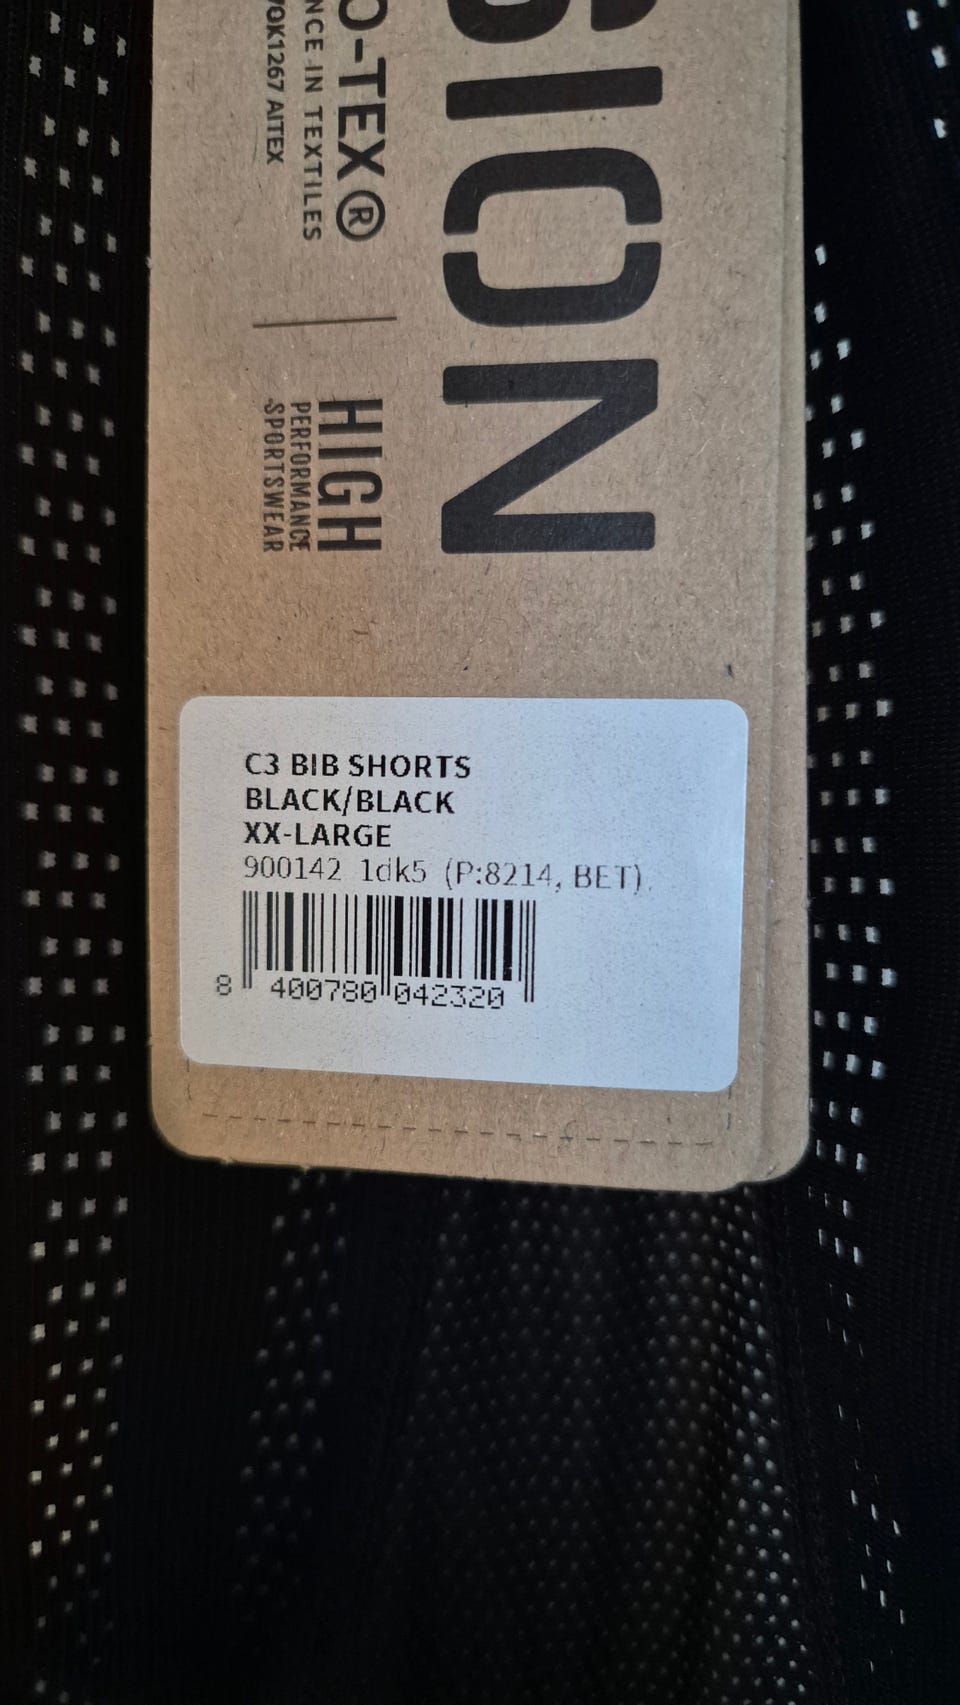 SION
O-TEX®
NCE IN TEXTILES
OK1267 AITEX
HIGH
PERFORMANCE
SPORTSWEAR
C3 BIB SHORTS
BLACK/BLACK
XX-LARGE
900142 1dk5 (P:8214, BET).
8 400780 042320